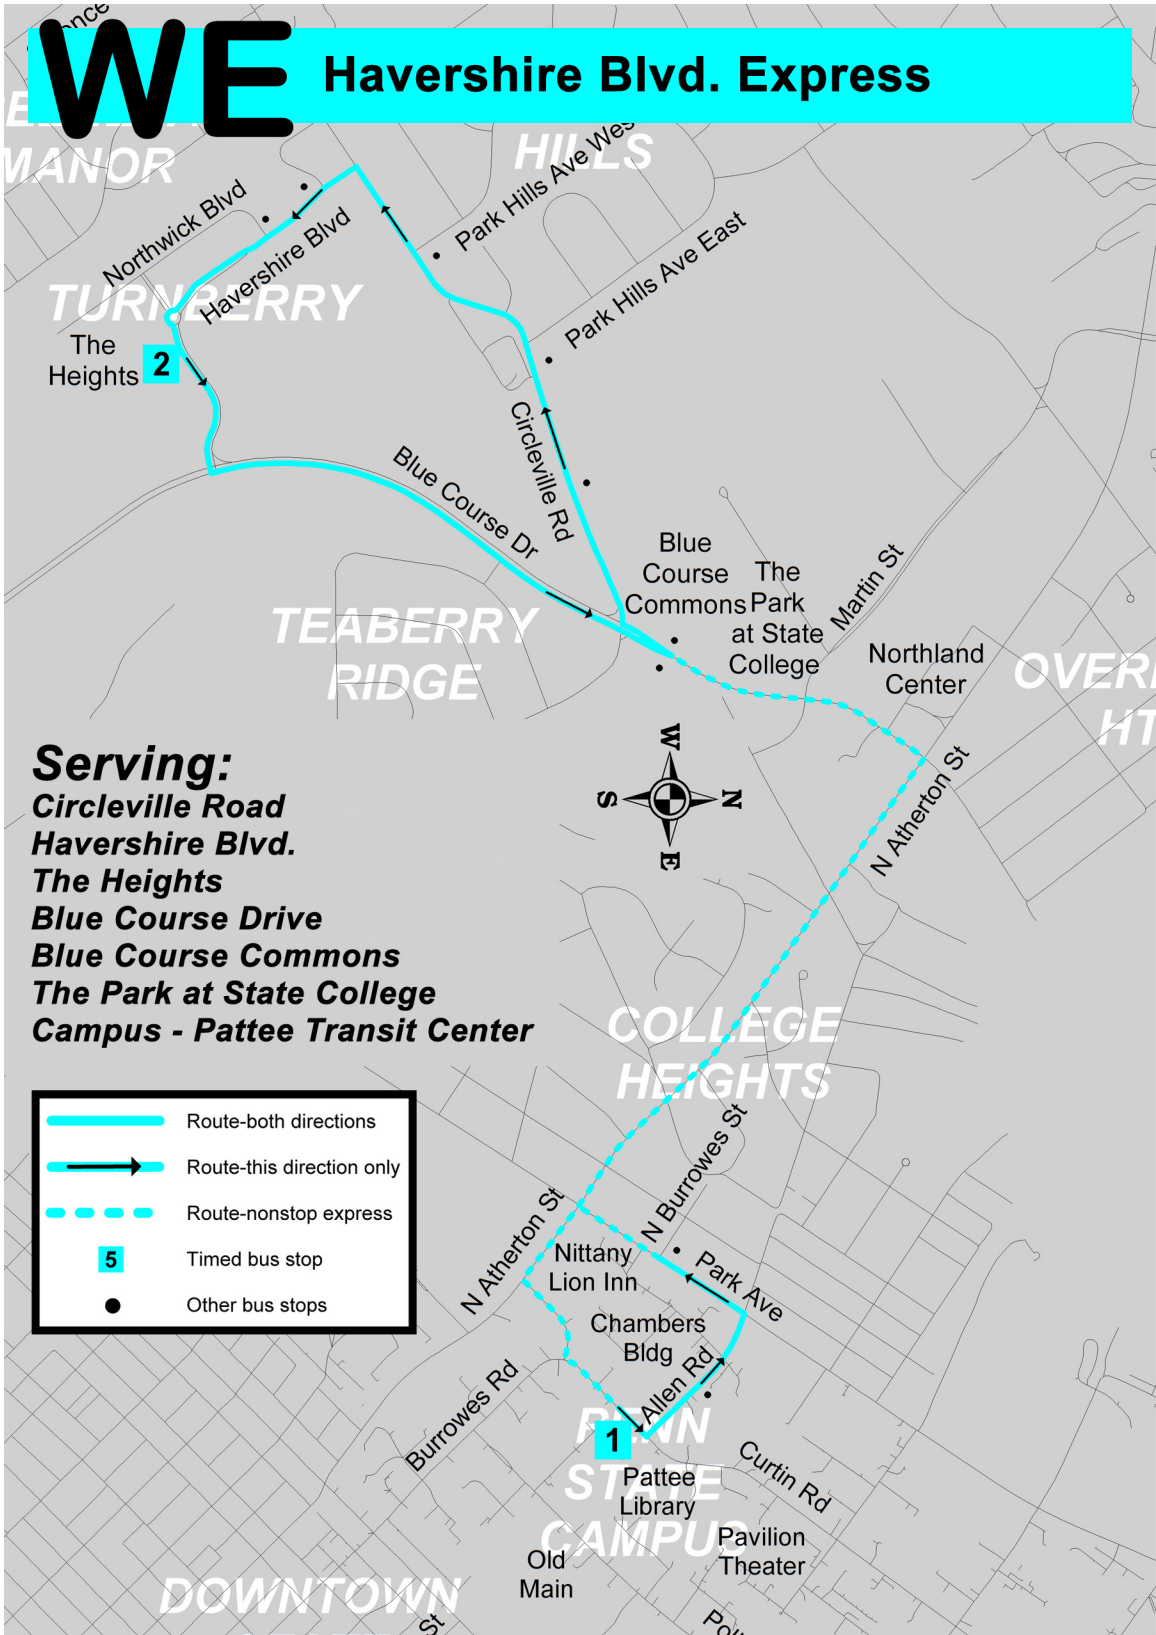 WE
Havershire Blvd. Express
MANOR
HILLS
Park Hills Ave Wes
Northwick Blvd
Havershire Blvd
Park Hills Ave East
TURNBERRY
The
Heights
2
Circleville Rd
Blue Course Dr
Blue
Course
Commons
The
Park
at State
College
Martin St
Northland
Center
TEABERRY
RIDGE
OVER
HT
N Atherton St
W
N
S
E
Serving:
Circleville Road
Havershire Blvd.
The Heights
Blue Course Drive
Blue Course Commons
The Park at State College
Campus - Pattee Transit Center
COLLEGE
HEIGHTS
Route-both directions
Route-this direction only
Route-nonstop express
5
Timed bus stop
Other bus stops
N Burrowes St
N Atherton St
Nittany
Lion Inn
Park Ave
Chambers
Bldg
Allen Rd
Burrowes Rd
1
PENN
STATE
CAMPUS
Pattee
Library
Curtin Rd
Pavilion
Theater
Old
Main
DOWNTOWN
St